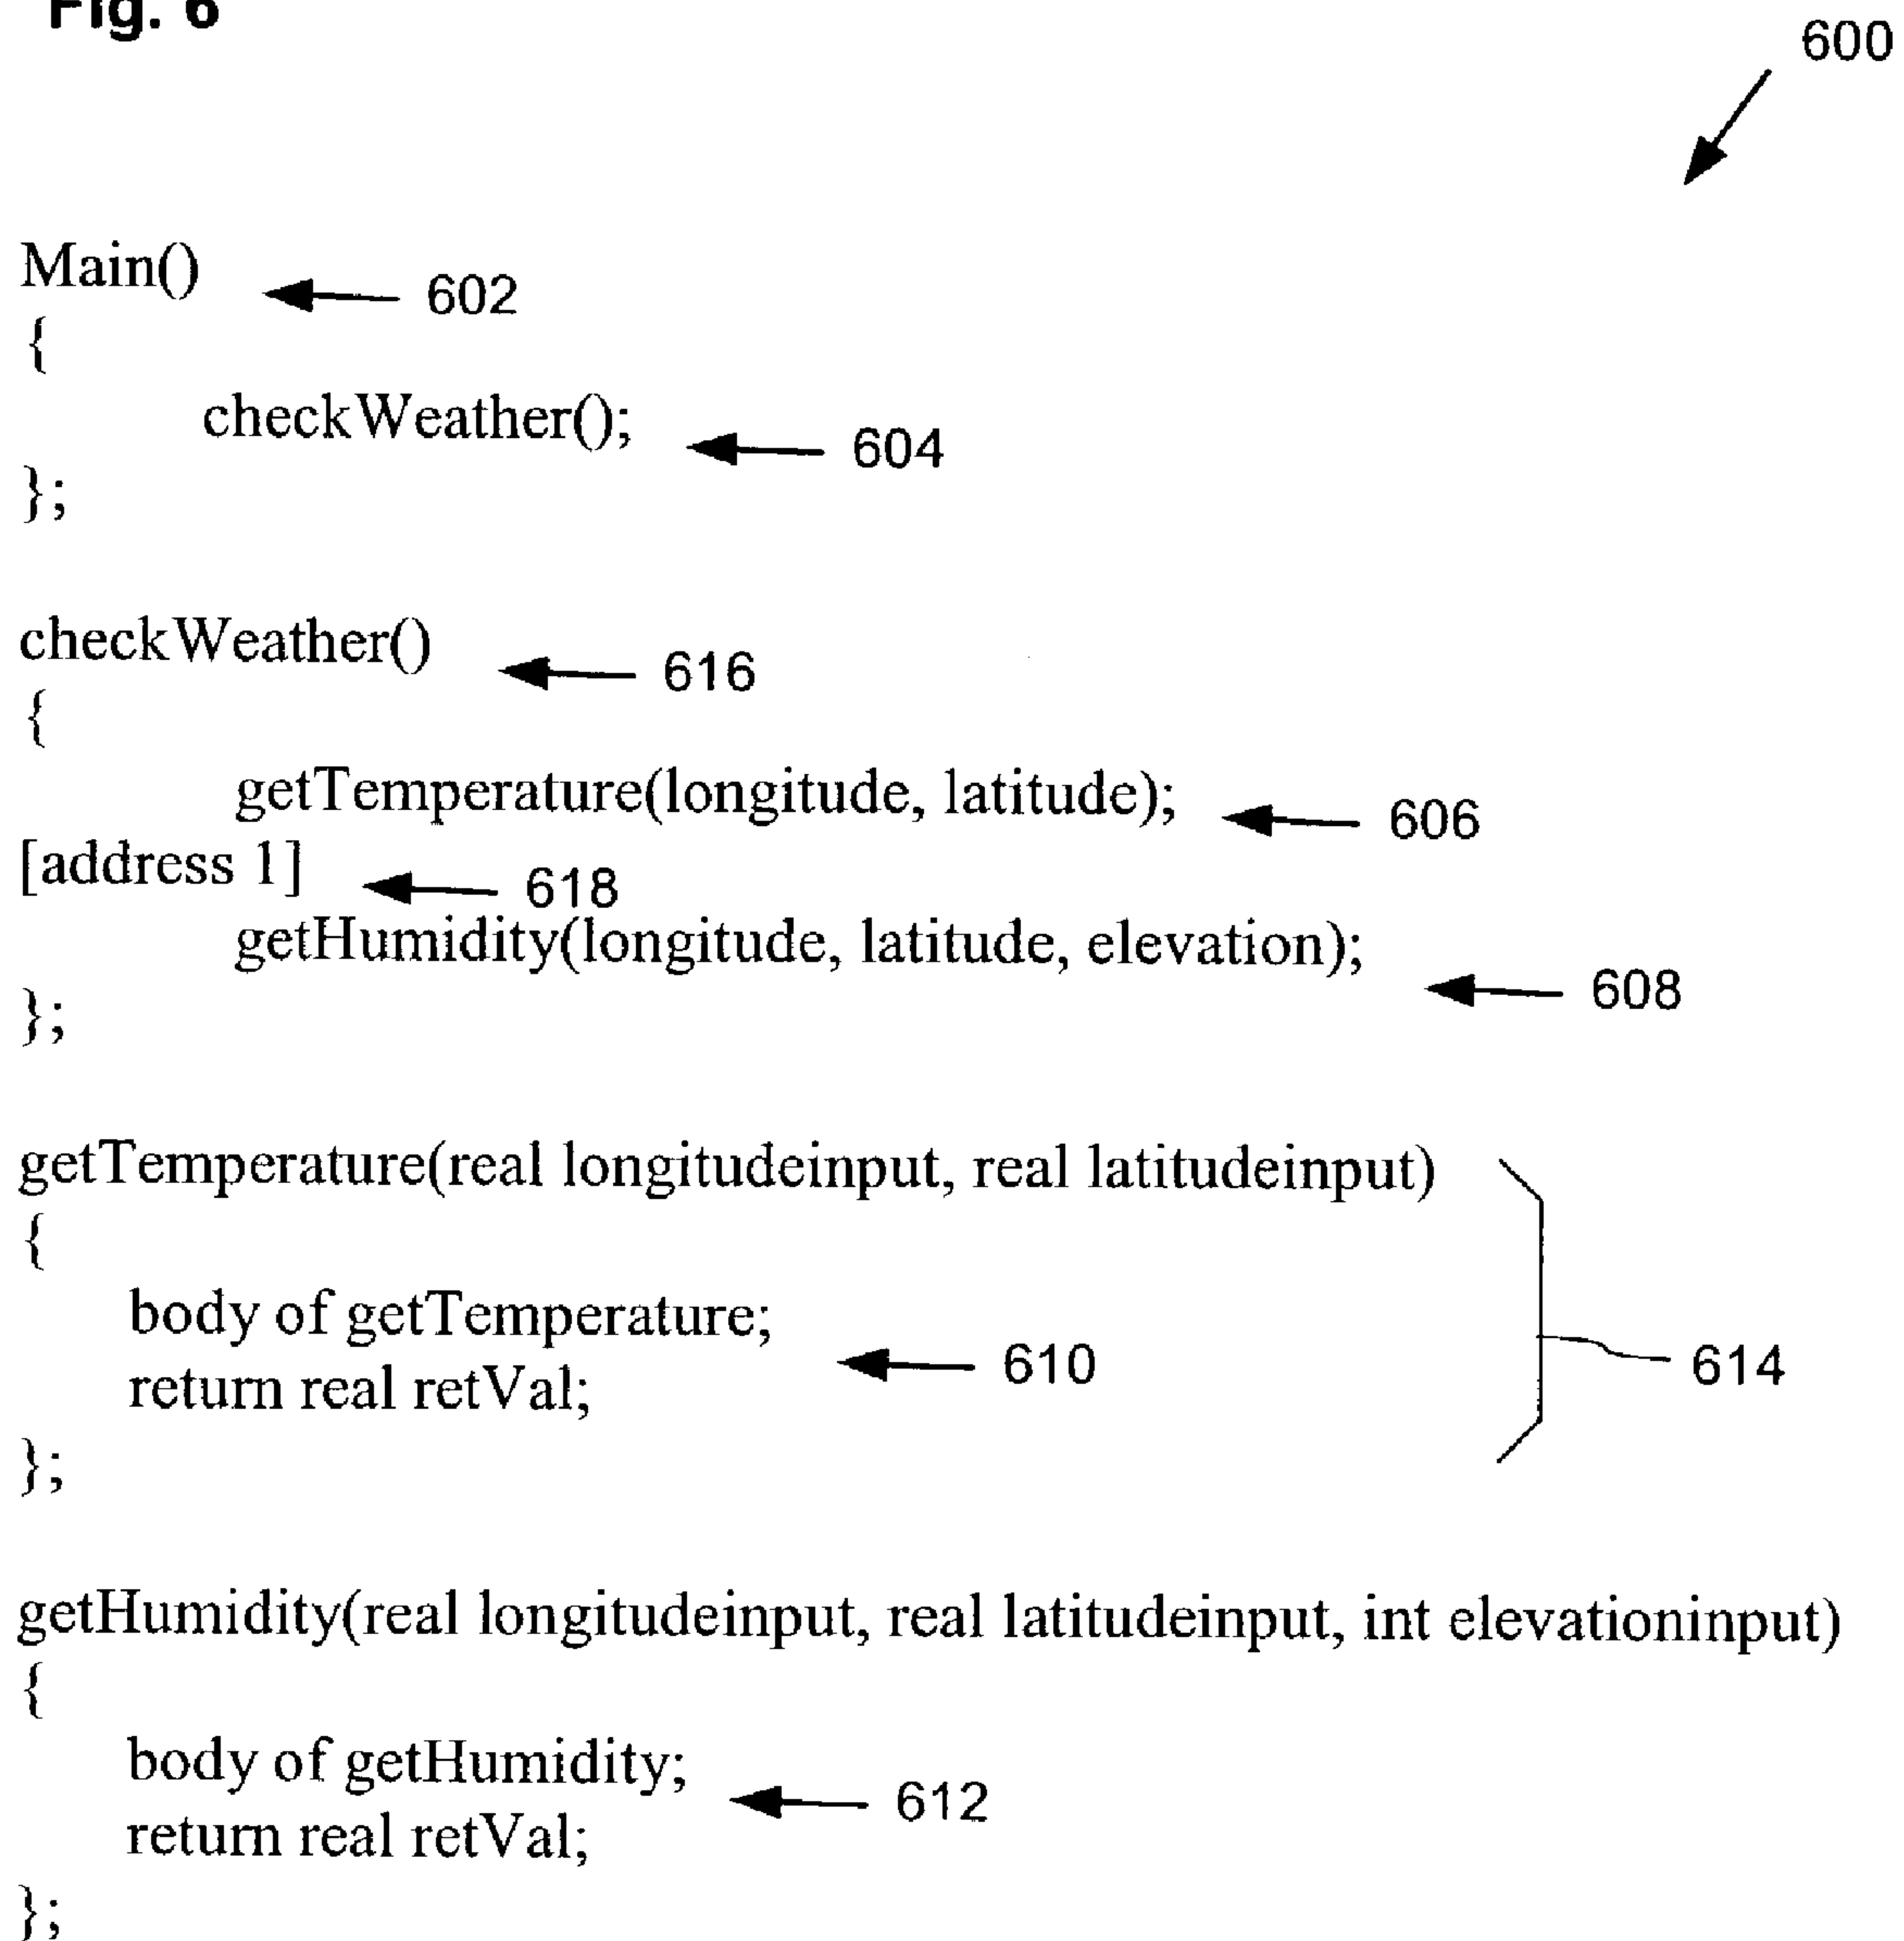 Fig. 6
600
Main()
602
{
checkWeather();
604
};
checkWeather()
616
{
getTemperature(longitude, latitude);
606
[address 1]
618
getHumidity(longitude, latitude, elevation);
608
};
getTemperature(real longitudeinput, real latitudeinput)
{
body of getTemperature;
610
614
return real retVal;
};
getHumidity(real longitudeinput, real latitudeinput, int elevationinput)
{
body of getHumidity;
612
return real retVal;
};